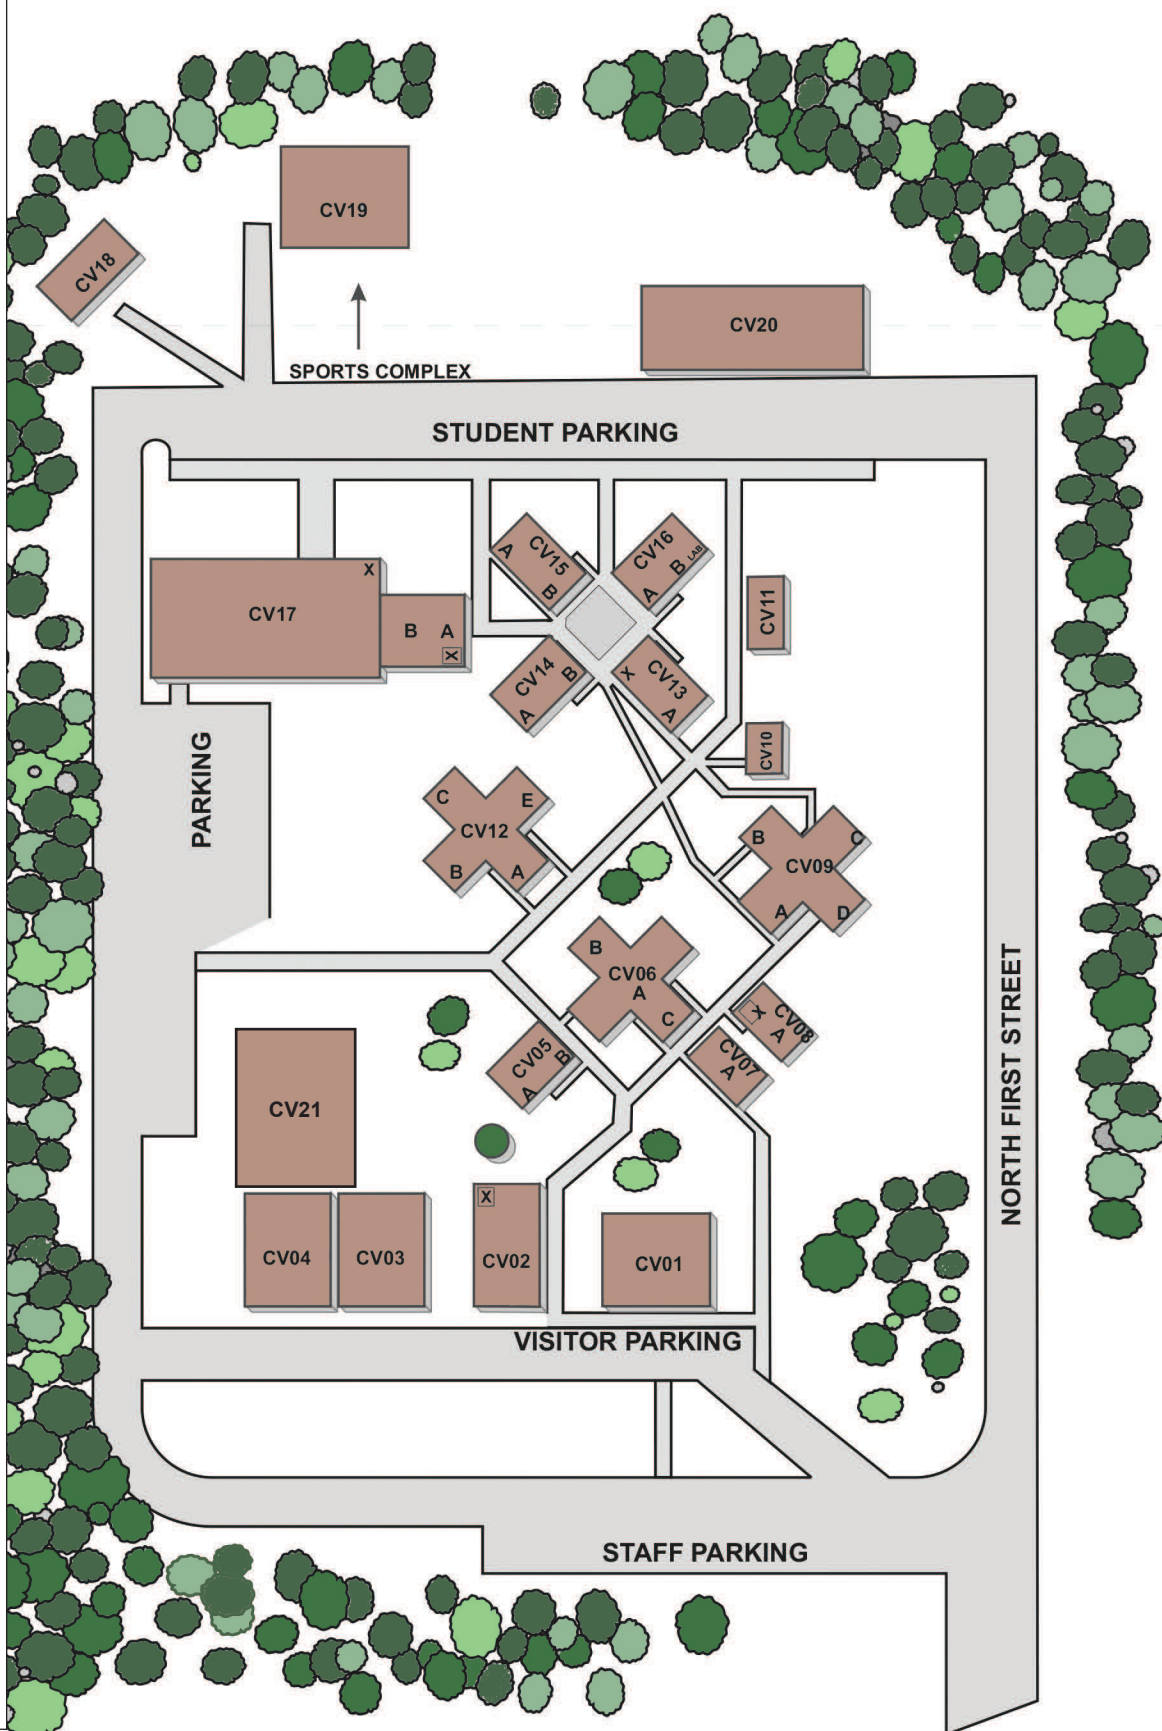 CV19
CV18
CV20
SPORTS COMPLEX
STUDENT PARKING
A
CV15
B
CV16
B
LAB
A
X
CV17
B
A
X
CV11
CV14
B
A
X
CV13
A
CV10
PARKING
C
E
CV12
B
A
B
C
CV09
A
D
B
CV06
A
C
NORTH FIRST STREET
X
CV08
A
CV05
B
A
CV07
A
CV21
X
CV04
CV03
CV02
CV01
VISITOR PARKING
STAFF PARKING